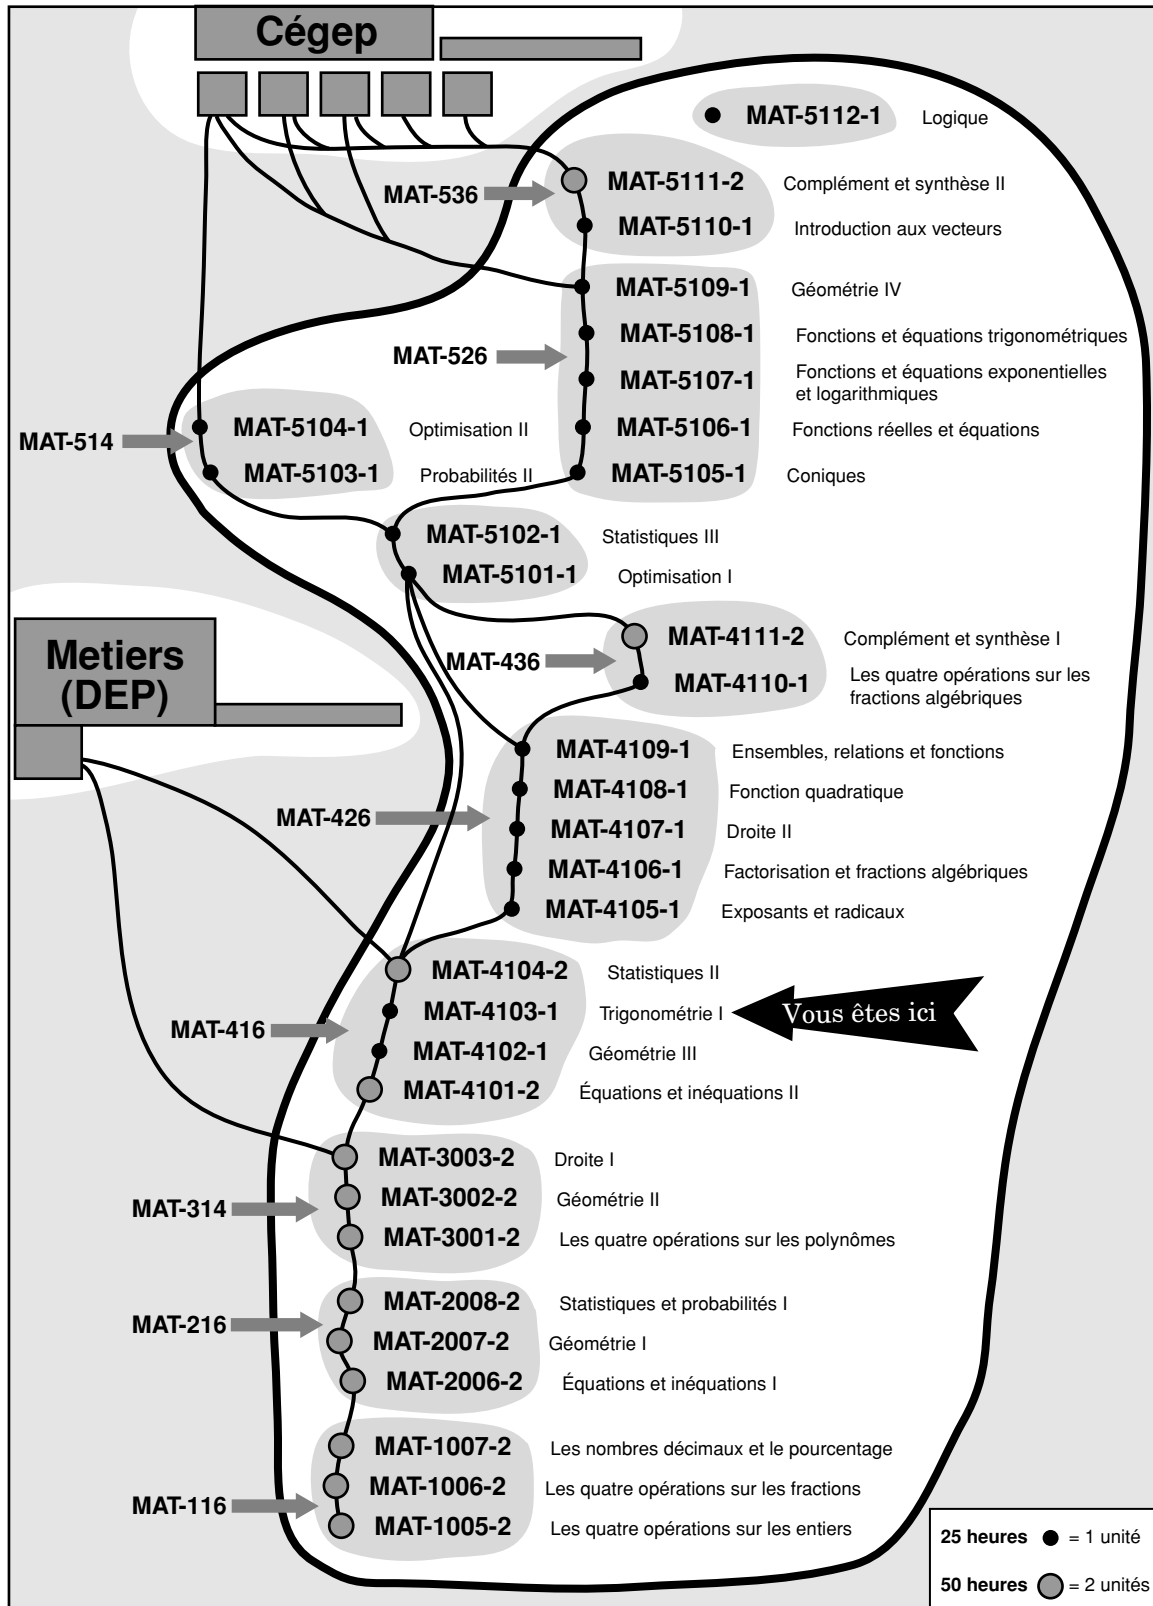 Cégep
MAT-5112-1 Logique
MAT-536
MAT-5111-2 Complément et synthèse II
MAT-5110-1 Introduction aux vecteurs
MAT-526
MAT-5109-1 Géométrie IV
MAT-5108-1 Fonctions et équations trigonométriques
MAT-5107-1 Fonctions et équations exponentielles
et logarithmiques
MAT-5106-1 Fonctions réelles et équations
MAT-5105-1 Coniques
MAT-514
MAT-5104-1 Optimisation II
MAT-5103-1 Probabilités II
MAT-5102-1 Statistiques III
MAT-5101-1 Optimisation I
Metiers
(DEP)
MAT-436
MAT-4111-2 Complément et synthèse I
MAT-4110-1 Les quatre opérations sur les
fractions algébriques
MAT-426
MAT-4109-1 Ensembles, relations et fonctions
MAT-4108-1 Fonction quadratique
MAT-4107-1 Droite II
MAT-4106-1 Factorisation et fractions algébriques
MAT-4105-1 Exposants et radicaux
MAT-416
MAT-4104-2 Statistiques II
MAT-4103-1 Trigonométrie I
Vous êtes ici
MAT-4102-1 Géométrie III
MAT-4101-2 Équations et inéquations II
MAT-314
MAT-3003-2 Droite I
MAT-3002-2 Géométrie II
MAT-3001-2 Les quatre opérations sur les polynômes
MAT-216
MAT-2008-2 Statistiques et probabilités I
MAT-2007-2 Géométrie I
MAT-2006-2 Équations et inéquations I
MAT-116
MAT-1007-2 Les nombres décimaux et le pourcentage
MAT-1006-2 Les quatre opérations sur les fractions
MAT-1005-2 Les quatre opérations sur les entiers
25 heures = 1 unité
50 heures = 2 unités